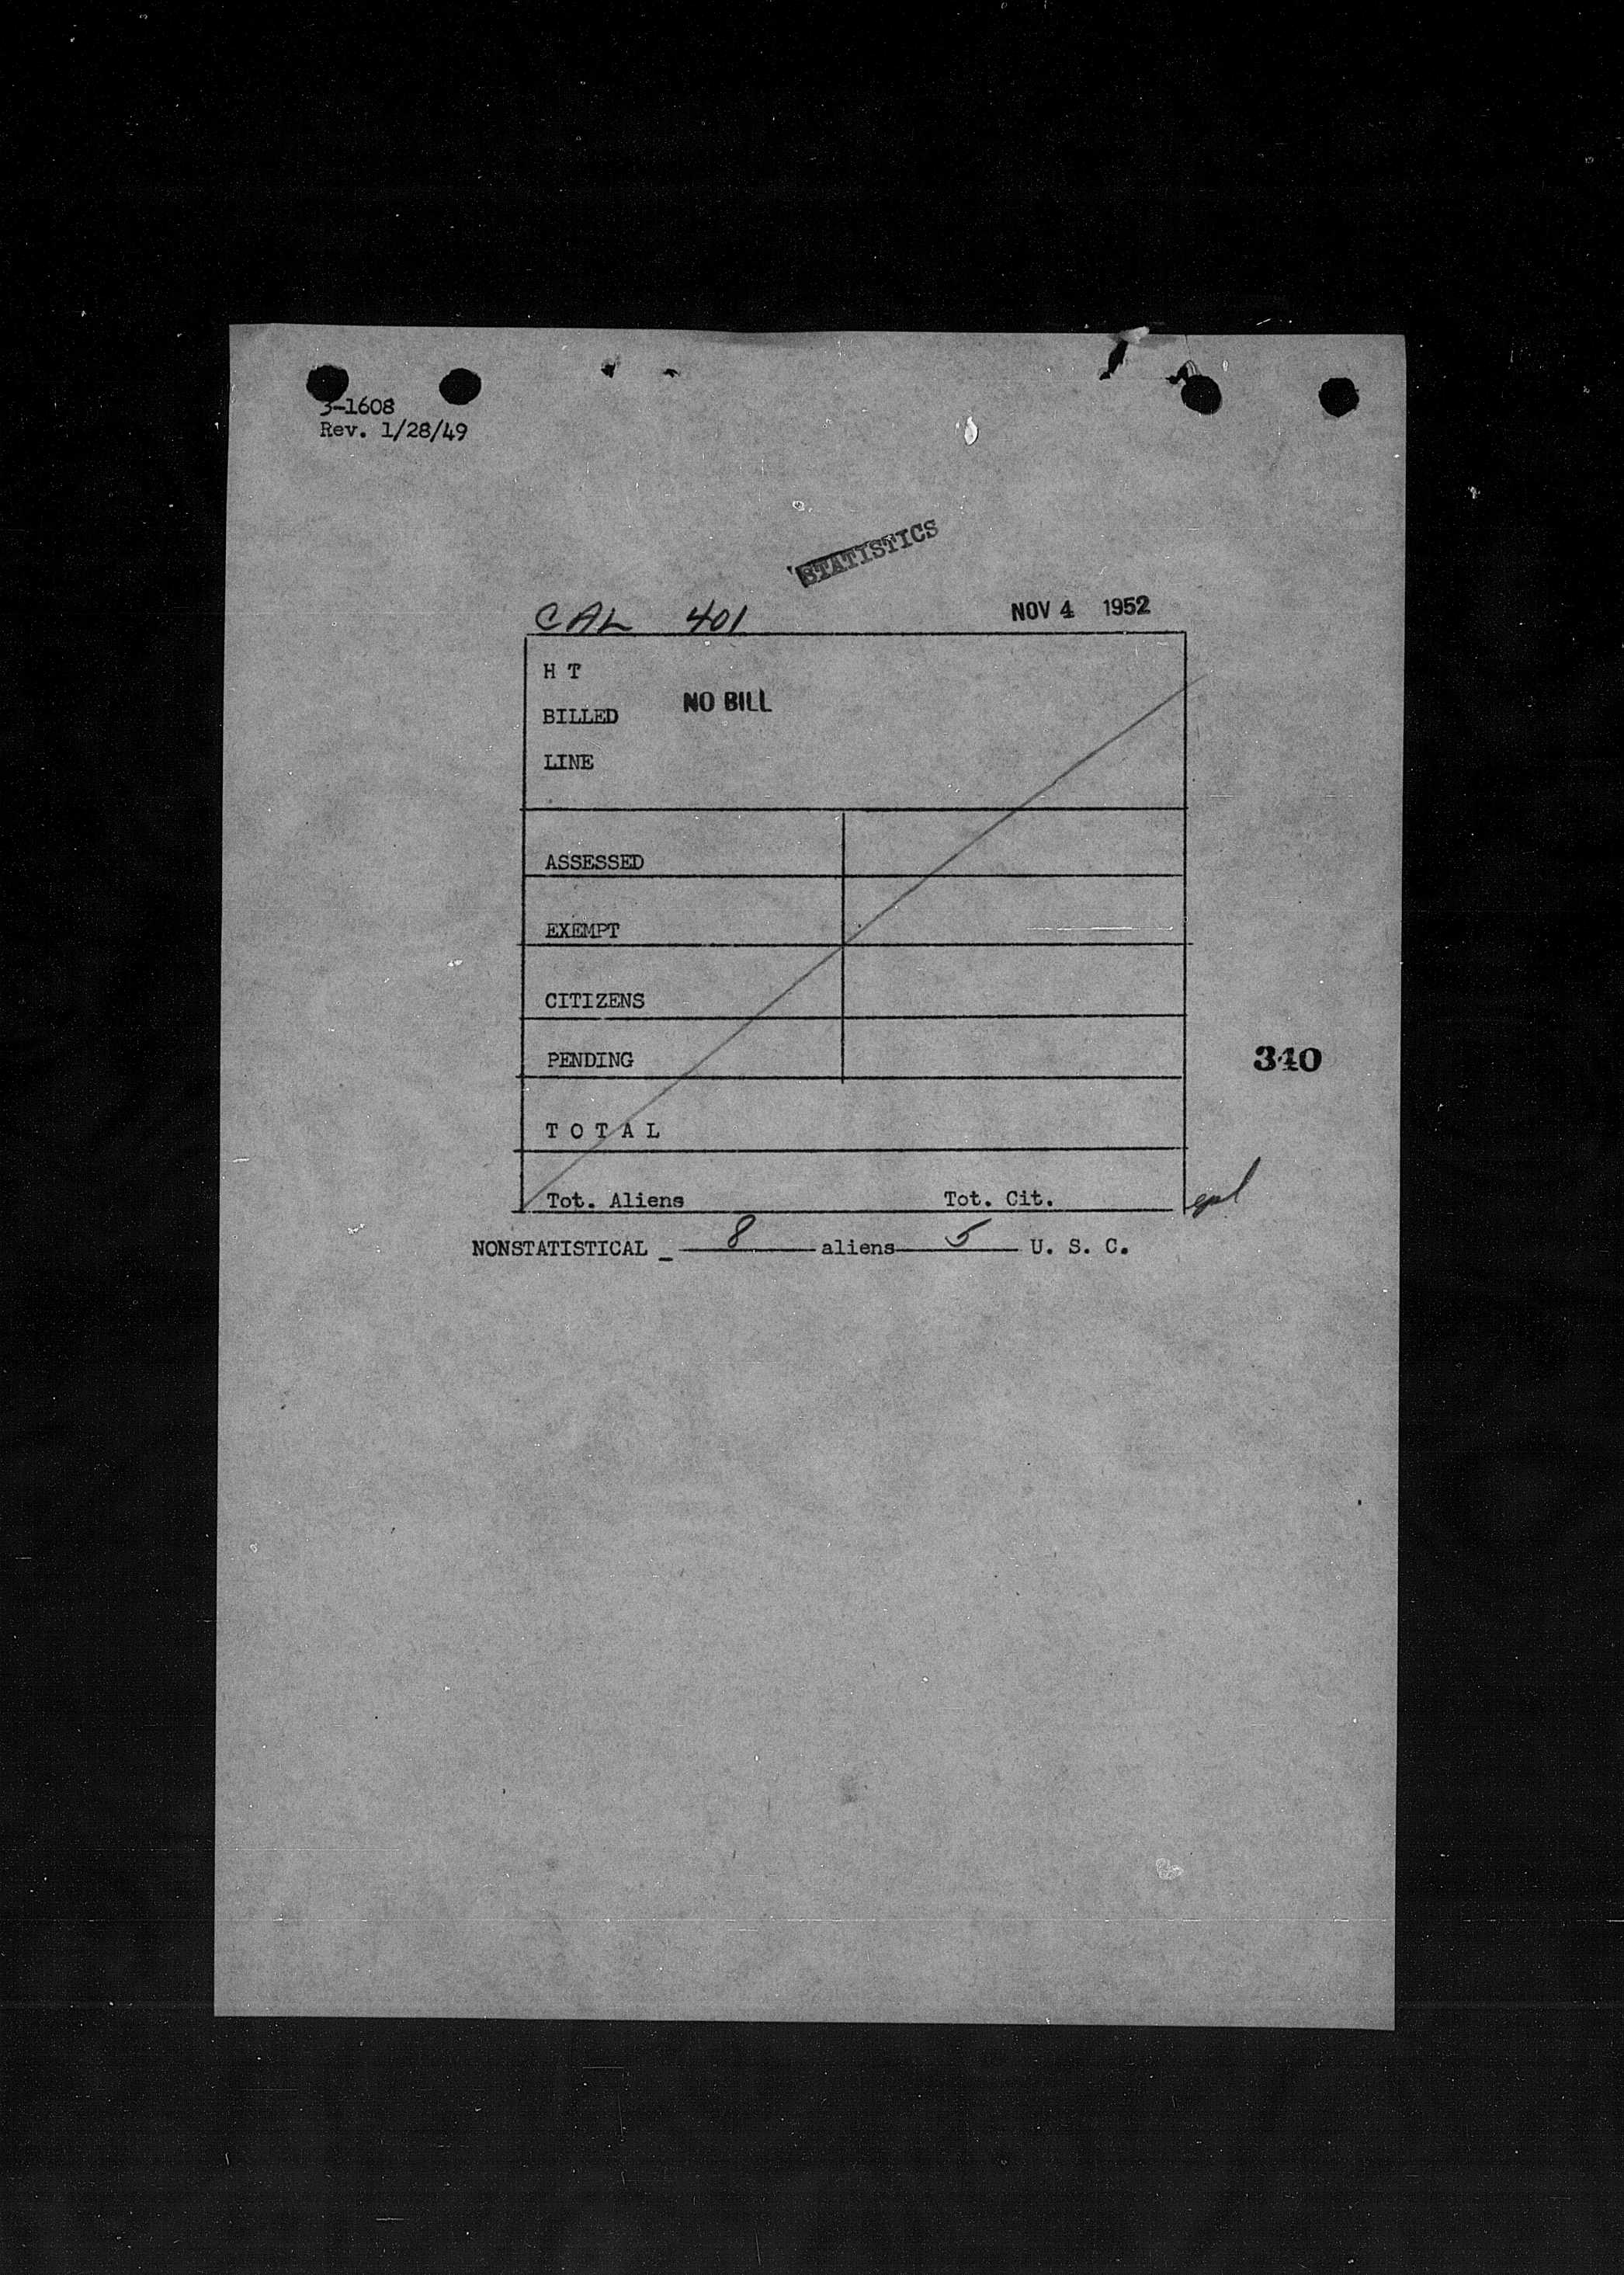 3-1608
Rev. 1/28/49
STATISTICS
CAL 401 NOV 4 1952
H T
NO BILL
BILLED
LINE
ASSESSED
EXEMPT
CITIZENS
PENDING
340
T O T A L
Tot. Aliens Tot. Cit.
NONSTATISTICAL - 8 aliens 5 U. S. C.